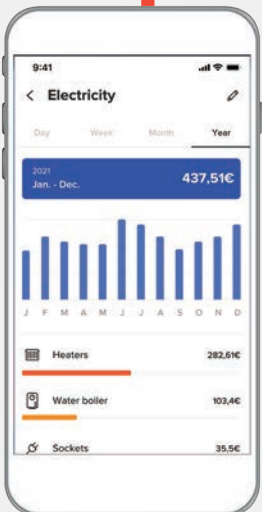 9:41
Electricity
Day Week Month Year
2021
Jan. - Dec. 437,51€
J F M A M J J A S O N D
Heaters 282,61€
Water boiler 103,4€
Sockets 35,5€